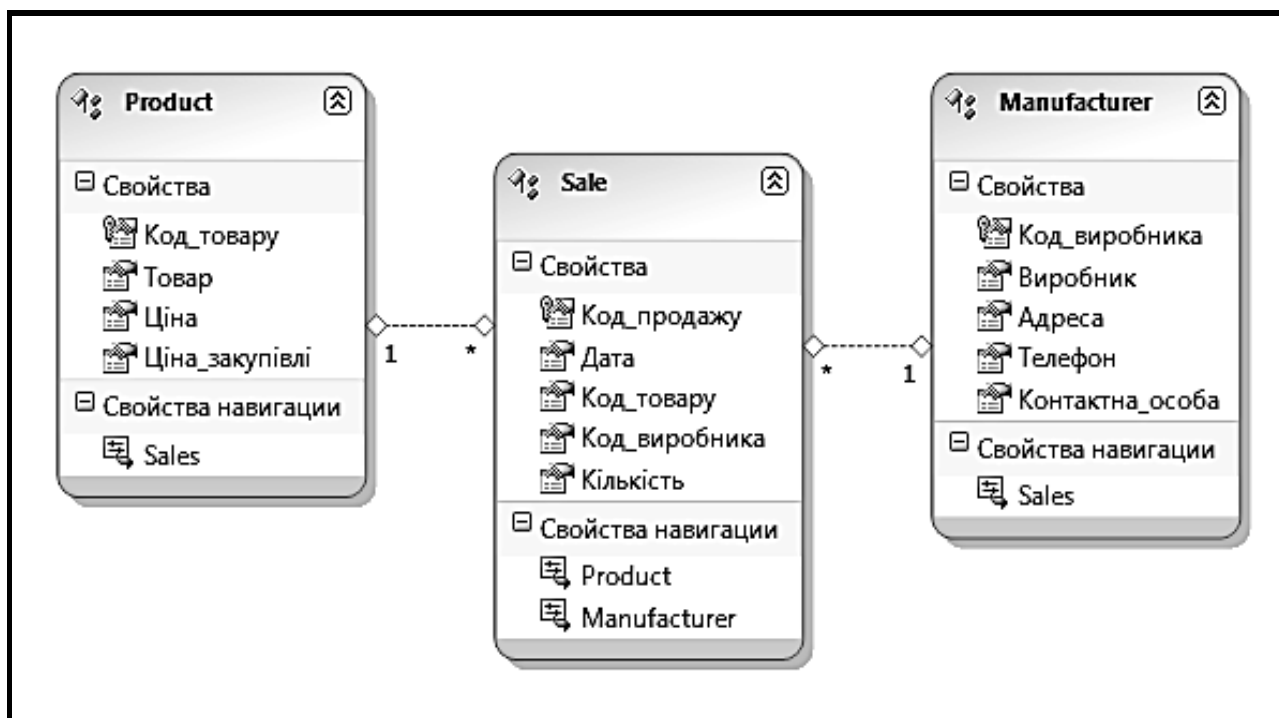 Product
Свойства
Код_товару
Товар
Ціна
Ціна_закупівлі
Свойства навигации
Sales
1
*
Sale
Свойства
Код_продажу
Дата
Код_товару
Код_виробника
Кількість
Свойства навигации
Product
Manufacturer
*
1
Manufacturer
Свойства
Код_виробника
Виробник
Адреса
Телефон
Контактна_особа
Свойства навигации
Sales